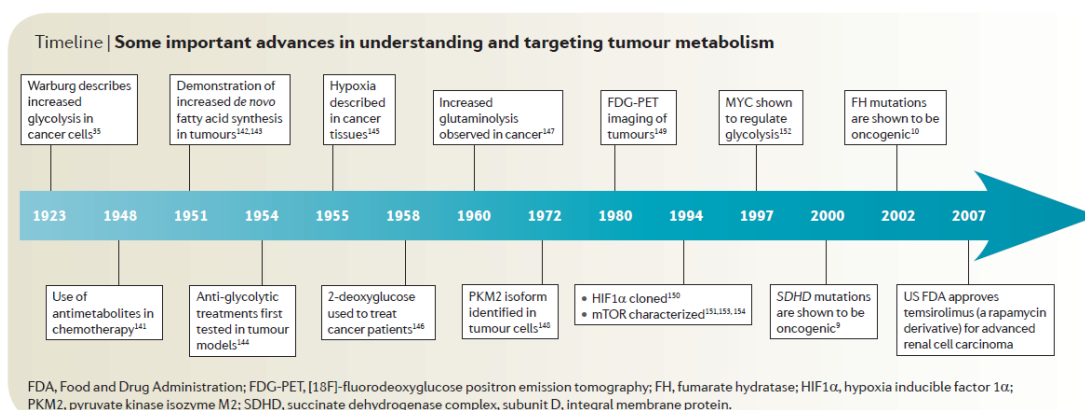 Timeline | Some important advances in understanding and targeting tumour metabolism
Warburg describes
increased
glycolysis in
cancer cells³⁵
Demonstration of
increased de novo
fatty acid synthesis
in tumours¹⁴²,¹⁴³
Hypoxia
described
in cancer
tissues¹⁴⁵
Increased
glutaminolysis
observed in cancer¹⁴⁷
FDG-PET
imaging of
tumours¹⁴⁹
MYC shown
to regulate
glycolysis¹⁵²
FH mutations
are shown to be
oncogenic¹⁰
1923 1948 1951 1954 1955 1958 1960 1972 1980 1994 1997 2000 2002 2007
Use of
antimetabolites in
chemotherapy¹⁴¹
Anti-glycolytic
treatments first
tested in tumour
models¹⁴⁴
2-deoxyglucose
used to treat
cancer patients¹⁴⁶
PKM2 isoform
identified in
tumour cells¹⁴⁸
• HIF1α cloned¹⁵⁰
• mTOR characterized¹⁵¹,¹⁵³,¹⁵⁴
SDHD mutations
are shown to be
oncogenic⁹
US FDA approves
temsirolimus (a rapamycin
derivative) for advanced
renal cell carcinoma
FDA, Food and Drug Administration; FDG-PET, [18F]-fluorodeoxyglucose positron emission tomography; FH, fumarate hydratase; HIF1α, hypoxia inducible factor 1α;
PKM2, pyruvate kinase isozyme M2; SDHD, succinate dehydrogenase complex, subunit D, integral membrane protein.